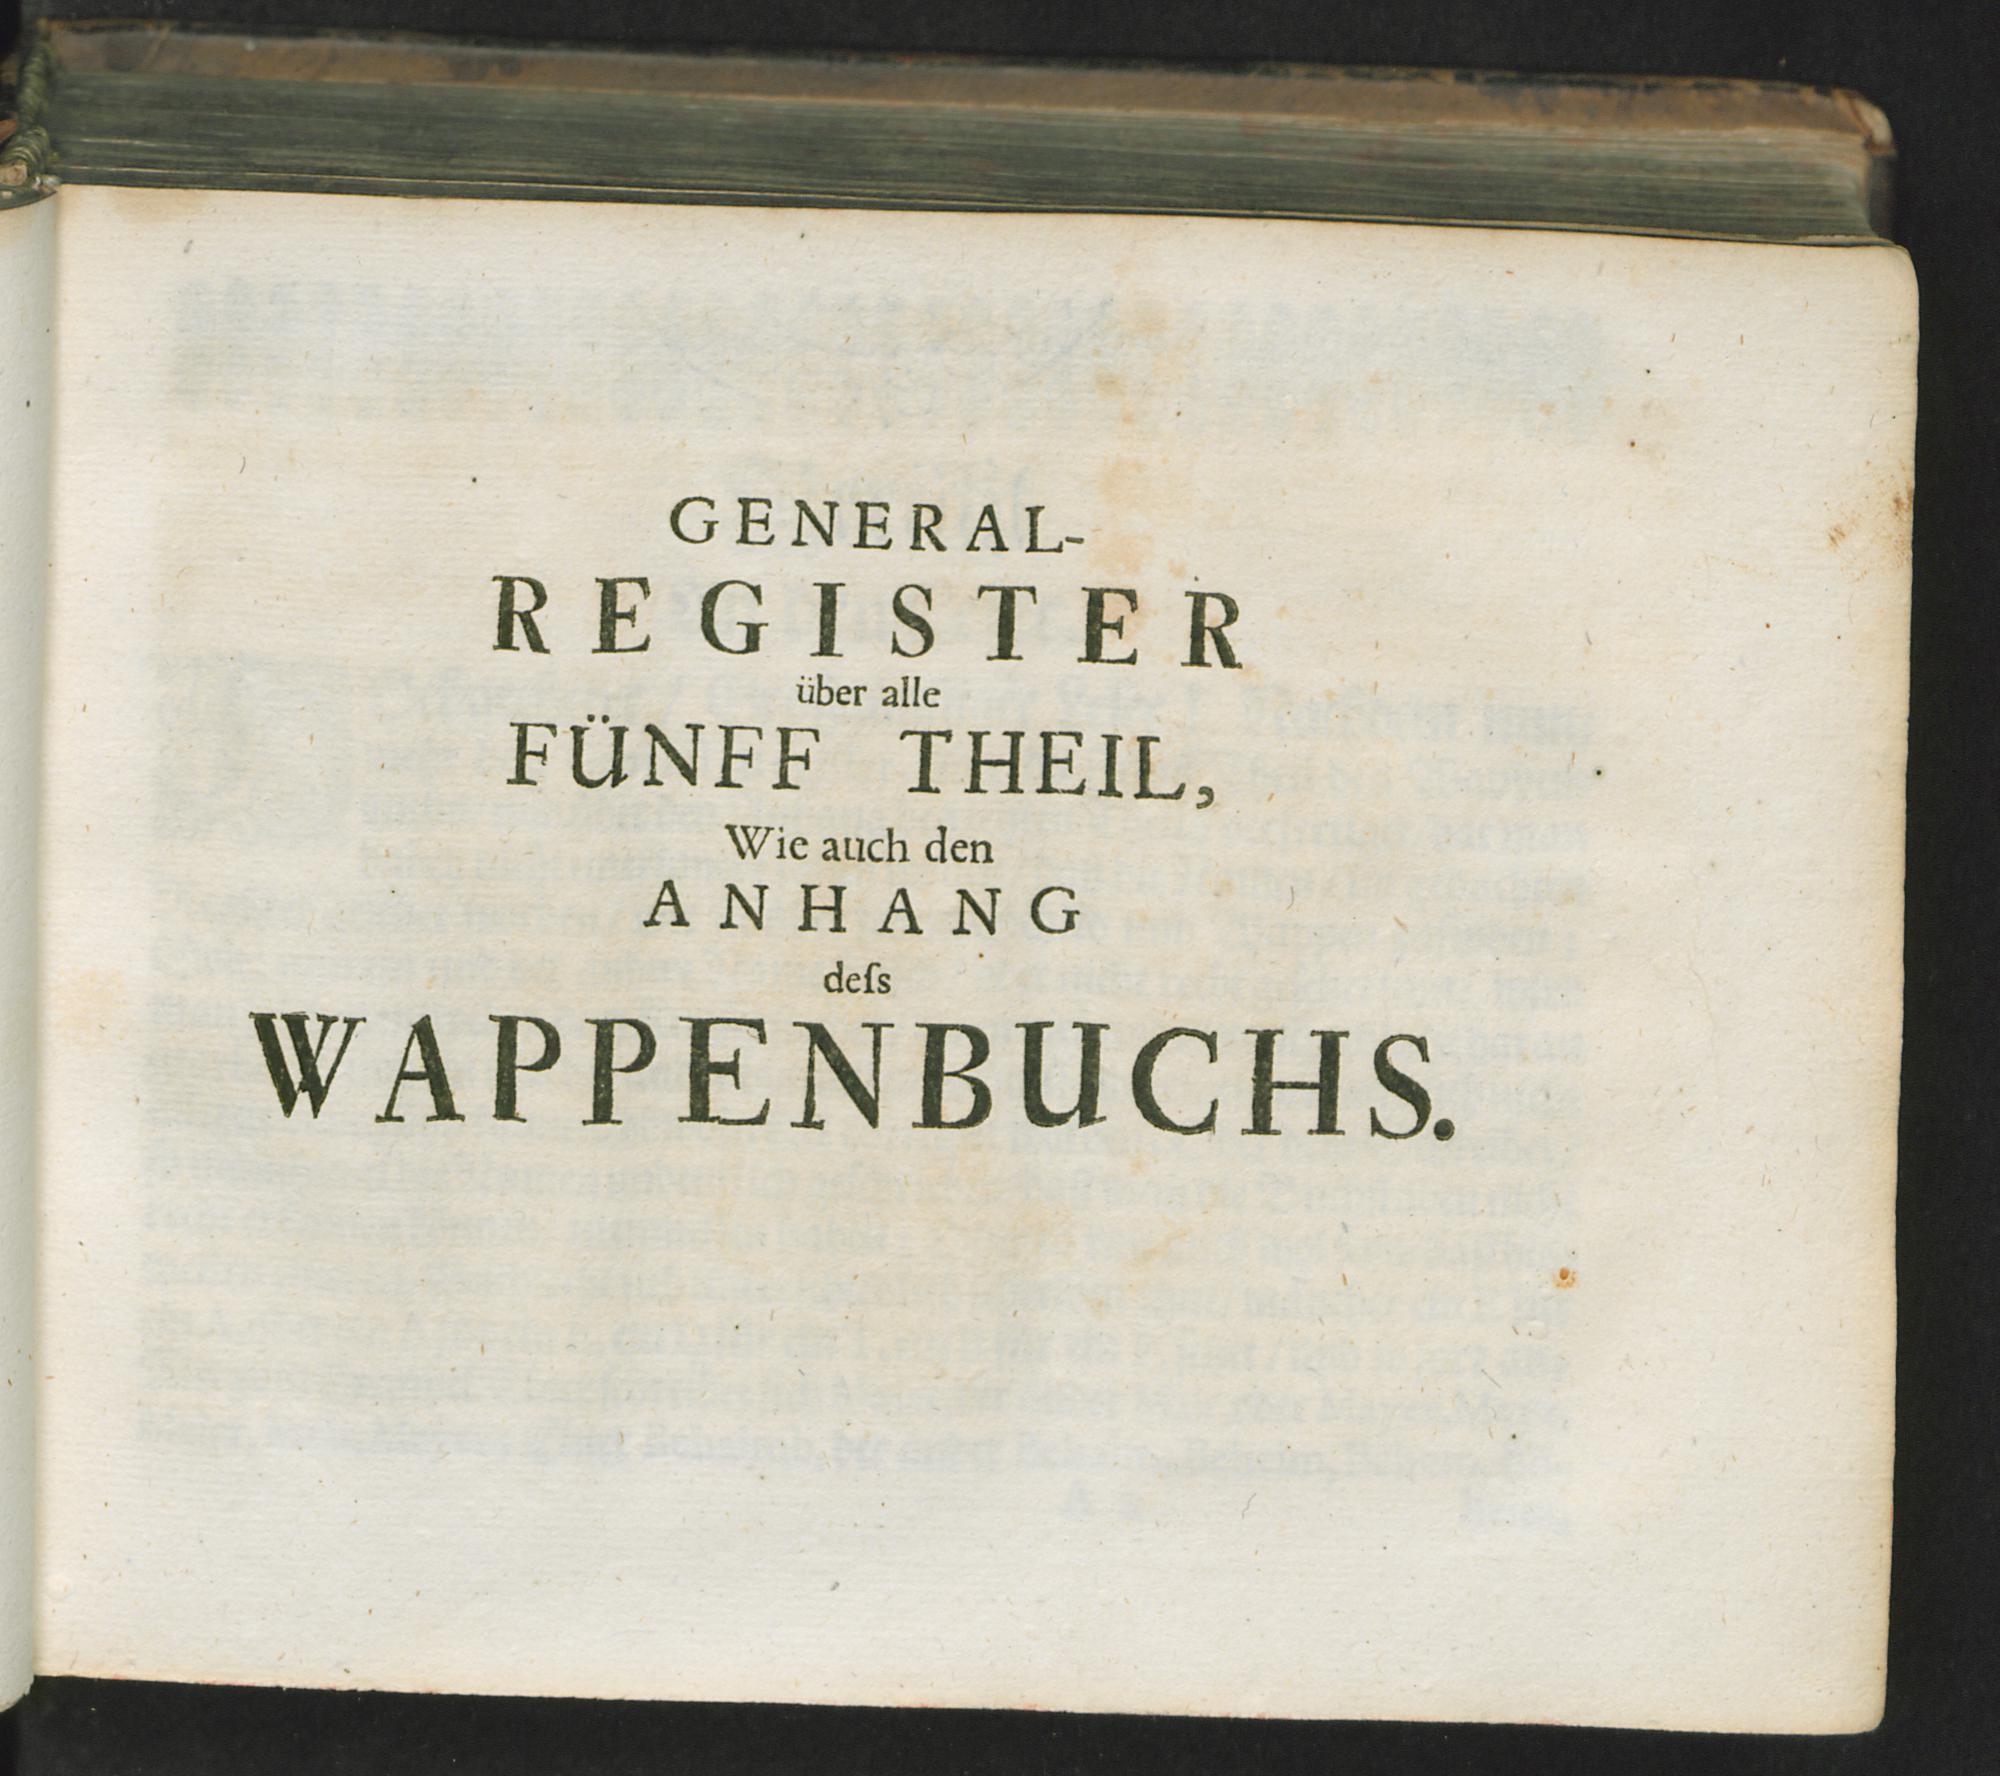 GENERAL-
REGISTER
über alle
FÜNFF THEIL,
Wie auch den
ANHANG
deſs
WAPPENBUCHS.